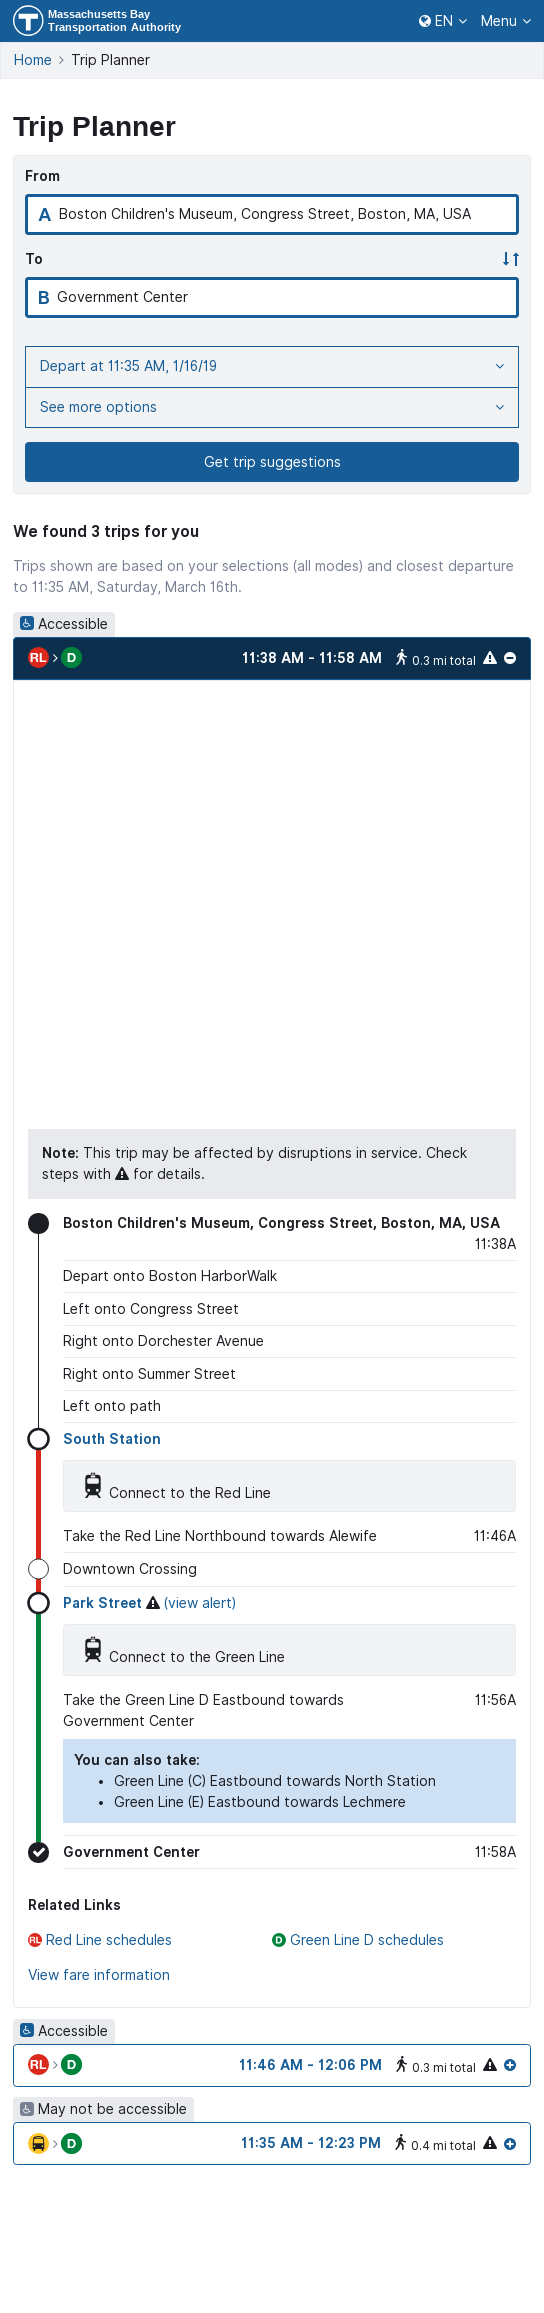 Massachusetts Bay
Transportation Authority
EN Menu
Home Trip Planner
Trip Planner
From
A Boston Children's Museum, Congress Street, Boston, MA, USA
To
B Government Center
Depart at 11:35 AM, 1/16/19
See more options
Get trip suggestions
We found 3 trips for you
Trips shown are based on your selections (all modes) and closest departure
to 11:35 AM, Saturday, March 16th.
Accessible
RL D 11:38 AM - 11:58 AM 0.3 mi total
Note: This trip may be affected by disruptions in service. Check
steps with for details.
Boston Children's Museum, Congress Street, Boston, MA, USA
11:38A
Depart onto Boston HarborWalk
Left onto Congress Street
Right onto Dorchester Avenue
Right onto Summer Street
Left onto path
South Station
Connect to the Red Line
Take the Red Line Northbound towards Alewife 11:46A
Downtown Crossing
Park Street (view alert)
Connect to the Green Line
Take the Green Line D Eastbound towards 11:56A
Government Center
You can also take:
• Green Line (C) Eastbound towards North Station
• Green Line (E) Eastbound towards Lechmere
Government Center 11:58A
Related Links
RL Red Line schedules D Green Line D schedules
View fare information
Accessible
RL D 11:46 AM - 12:06 PM 0.3 mi total
May not be accessible
D 11:35 AM - 12:23 PM 0.4 mi total